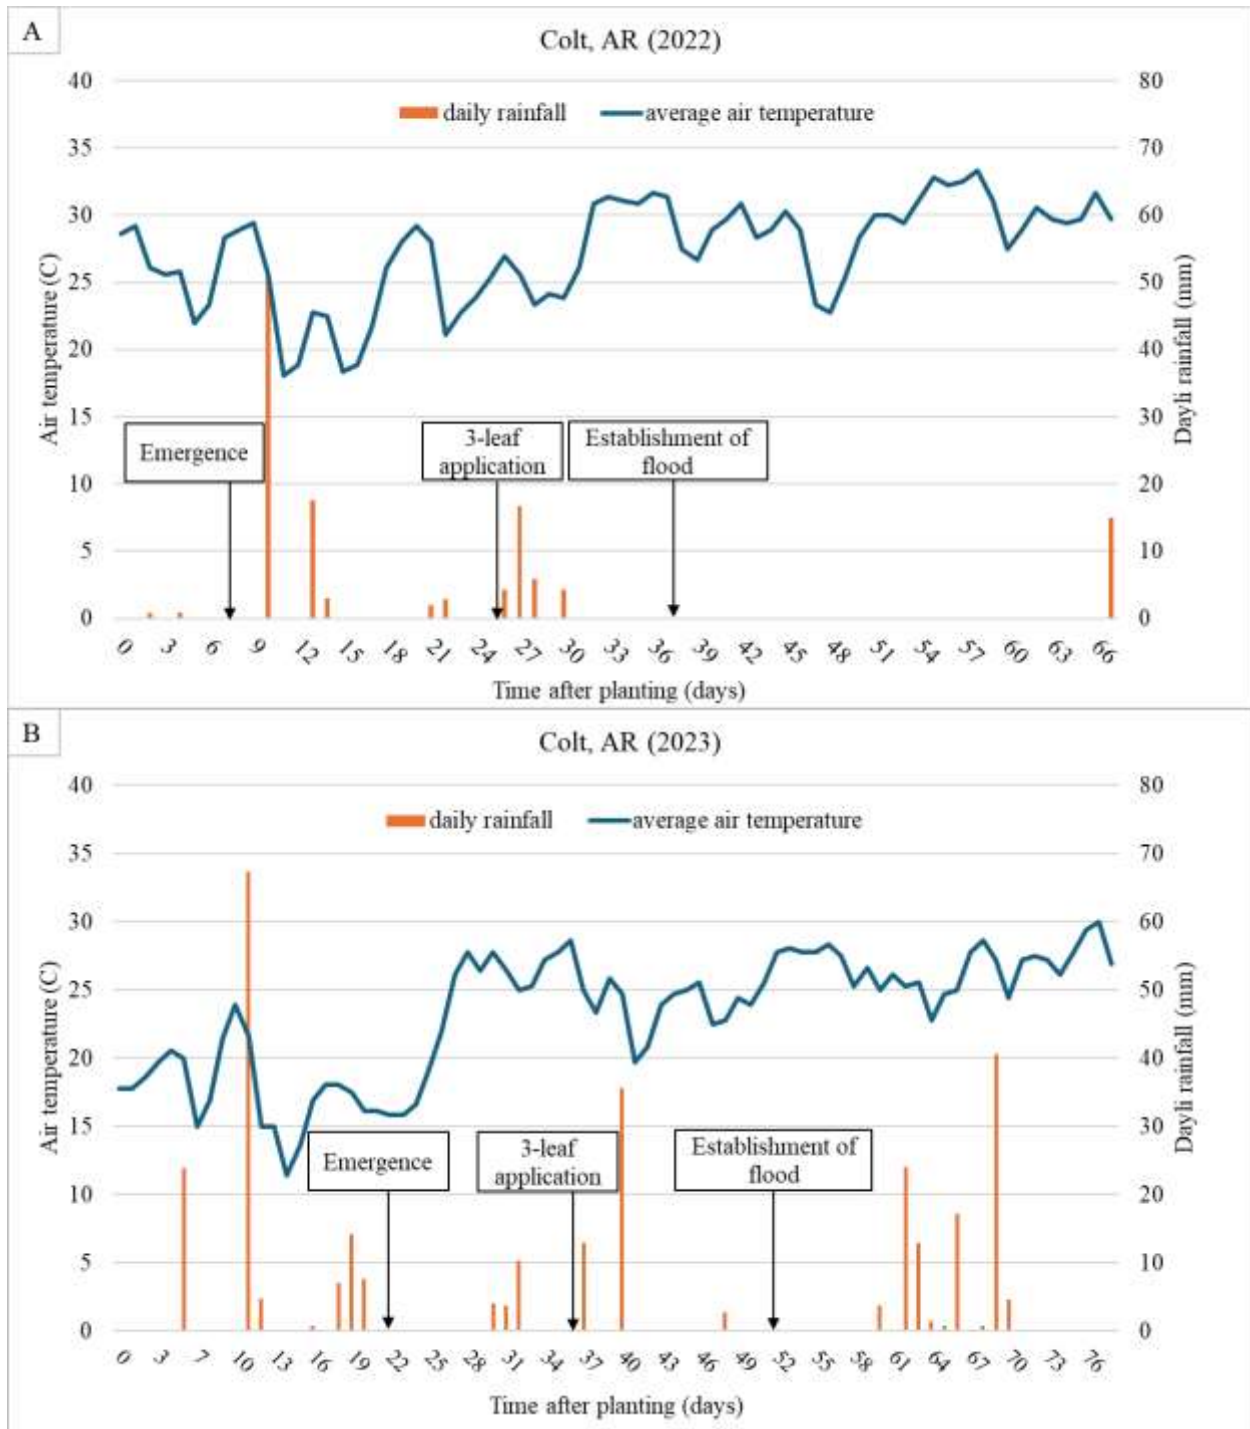 A
Colt, AR (2022)
40
80
daily rainfall
average air temperature
35
70
30
60
25
50
20
40
15
30
10
20
5
10
0
0
Air temperature (C)
Dayli rainfall (mm)
Emergence
3-leaf
application
Establishment of
flood
0 3 6 9 12 15 18 21 24 27 30 33 36 39 42 45 48 51 54 57 60 63 66
Time after planting (days)
B
Colt, AR (2023)
40
80
daily rainfall
average air temperature
35
70
30
60
25
50
20
40
15
30
10
20
5
10
0
0
Air temperature (C)
Dayli rainfall (mm)
Emergence
3-leaf
application
Establishment of
flood
0 3 7 10 13 16 19 22 25 28 31 34 37 40 43 46 49 52 55 58 61 64 67 70 73 76
Time after planting (days)